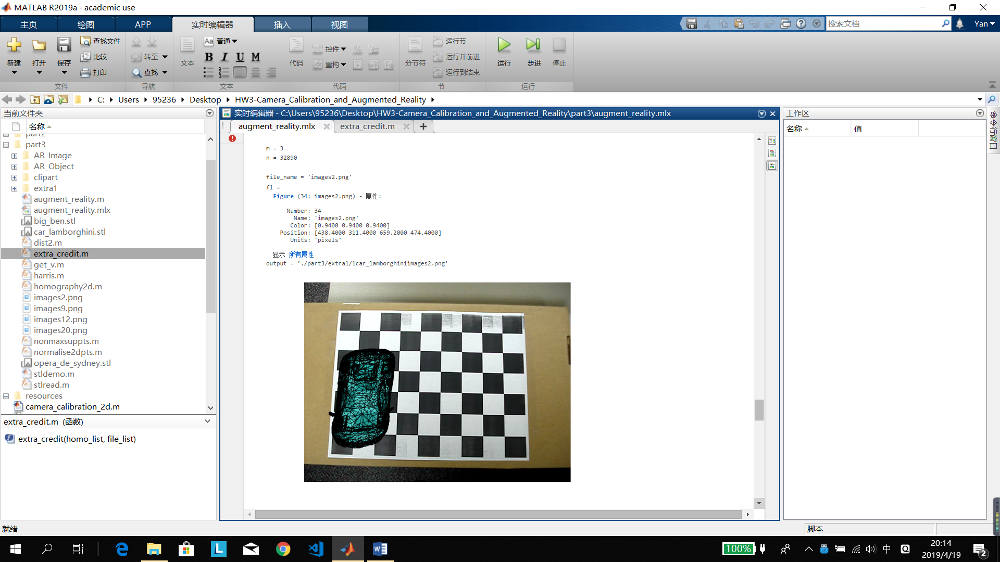 MATLAB R2019a - academic use
主页 绘图 APP 实时编辑器 插入 视图
搜索文档
Yan
新建 打开 保存 查找文件 比较 打印
文件
转至 查找
导航
文本 Aa 普通
B I U M
文本
代码 控件 重构
代码
分节符 运行节 运行并前进 运行到结束
节
运行 步进 停止
运行
C: Users 95236 Desktop HW3-Camera_Calibration_and_Augmented_Reality
当前文件夹
名称
part2
part3
AR_Image
AR_Object
clipart
extra1
augment_reality.m
augment_reality.mlx
big_ben.stl
car_lamborghini.stl
dist2.m
extra_credit.m
get_v.m
harris.m
homography2d.m
images2.png
images9.png
images12.png
images20.png
nonmaxsuppts.m
normalise2dpts.m
opera_de_sydney.stl
stldemo.m
stlread.m
resources
camera_calibration_2d.m
extra_credit.m (函数)
extra_credit(homo_list, file_list)
实时编辑器 - C:\Users\95236\Desktop\HW3-Camera_Calibration_and_Augmented_Reality\part3\augment_reality.mlx
augment_reality.mlx extra_credit.m
m = 3
n = 32890
file_name = 'images2.png'
f1 =
Figure (34: images2.png) - 属性:
Number: 34
Name: 'images2.png'
Color: [0.9400 0.9400 0.9400]
Position: [438.4000 311.4000 659.2000 474.4000]
Units: 'pixels'
显示 所有属性
output = './part3/extra1/1car_lamborghiniimages2.png'
工作区
名称 值
命令行窗口
就绪
脚本
100%
中
20:14
2019/4/19
2